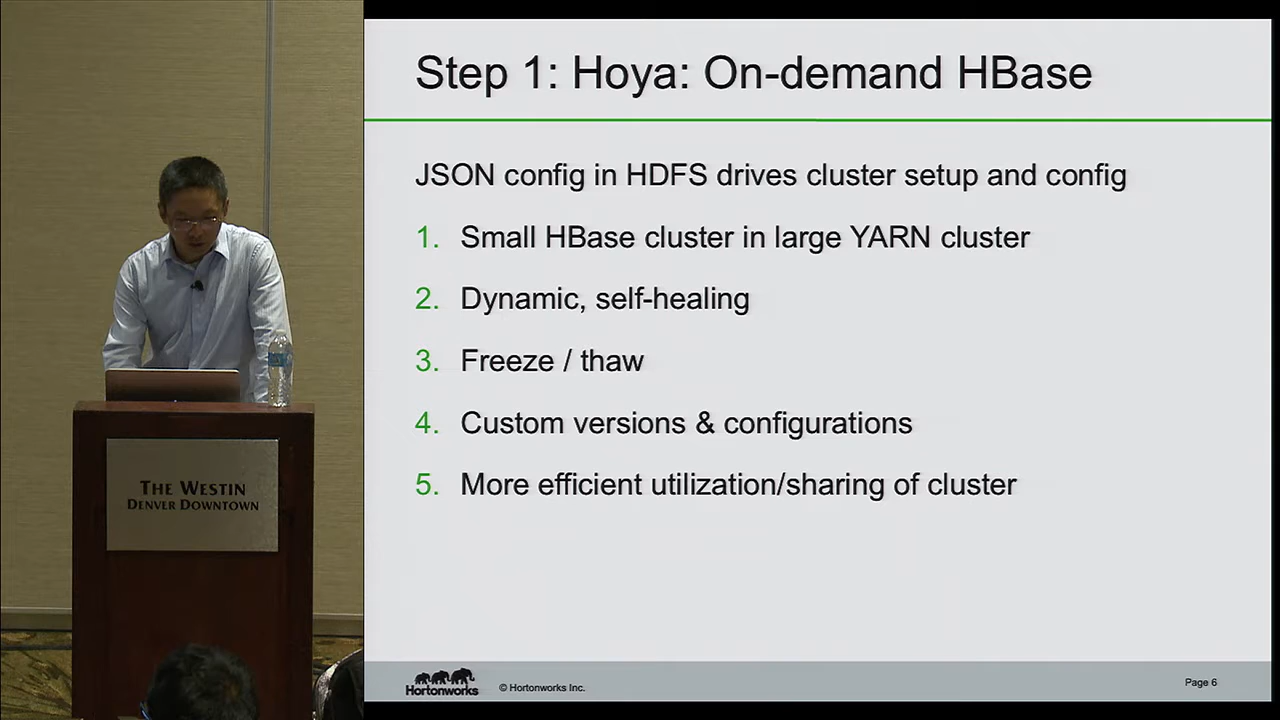 Step 1: Hoya: On-demand HBase
JSON config in HDFS drives cluster setup and config
1. Small HBase cluster in large YARN cluster
2. Dynamic, self-healing
3. Freeze / thaw
4. Custom versions & configurations
5. More efficient utilization/sharing of cluster
THE WESTIN
DENVER DOWNTOWN
Hortonworks
© Hortonworks Inc.
Page 6